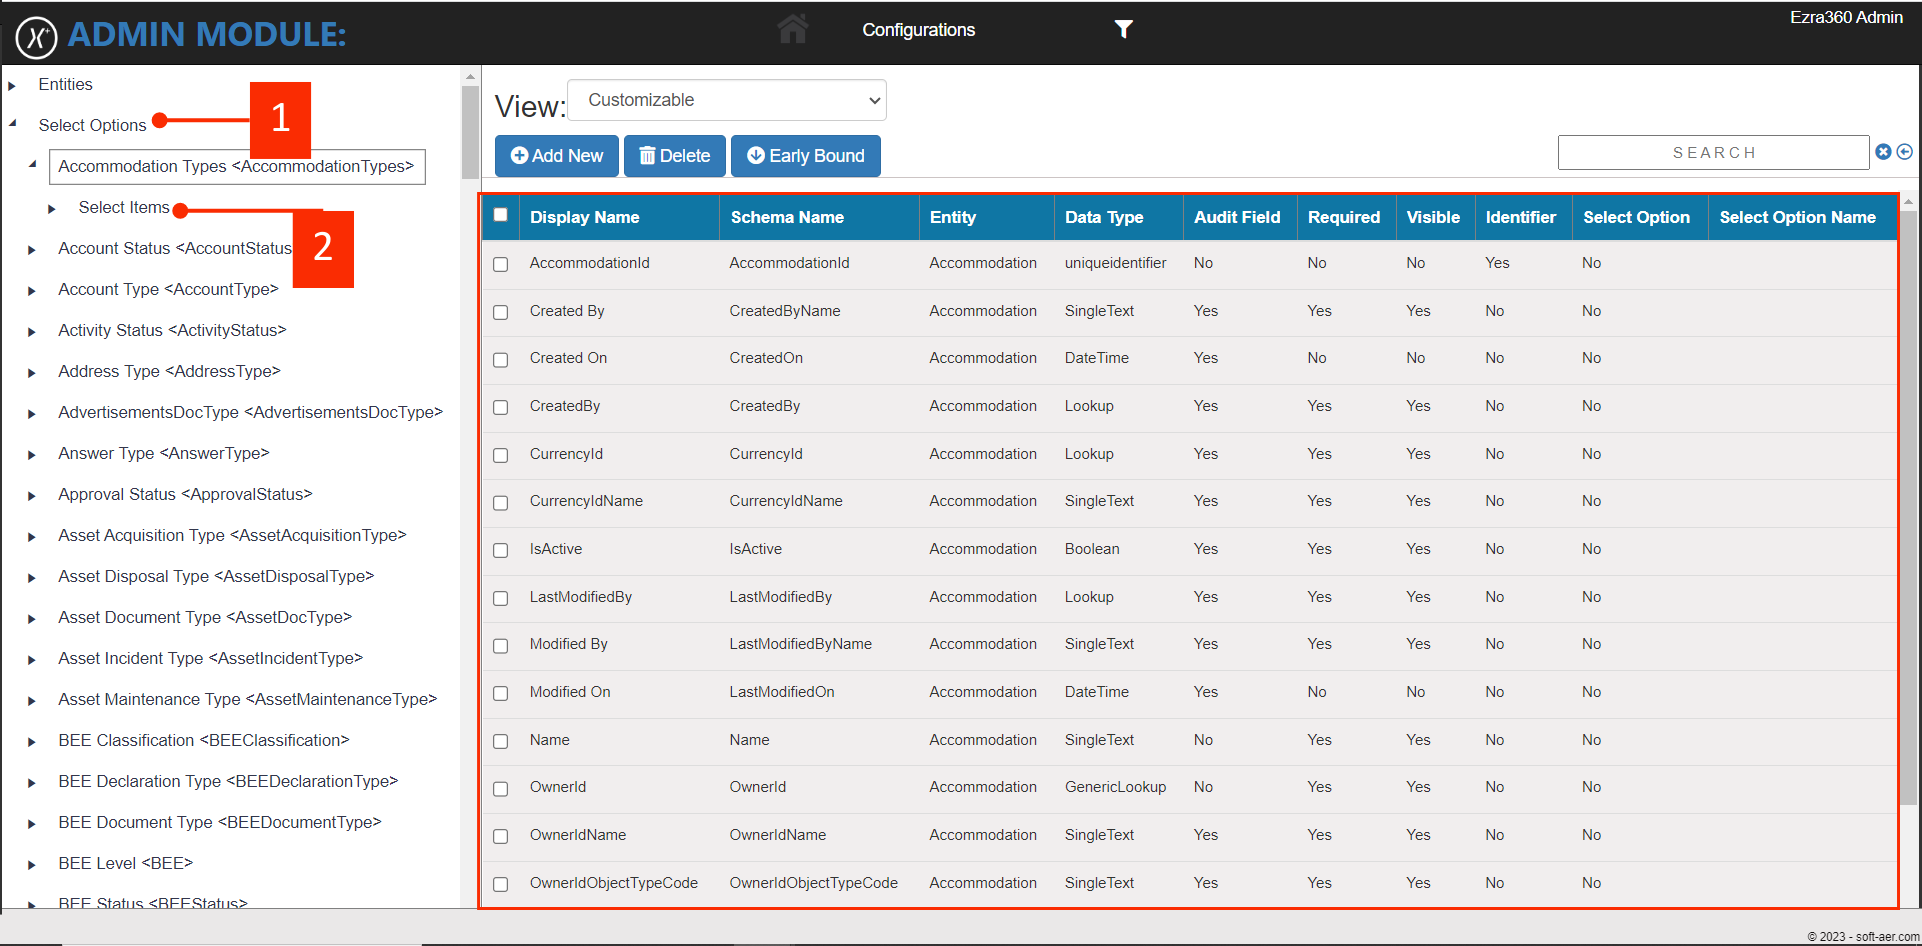 ADMIN MODULE:
Configurations
Ezra360 Admin
Entities
Select Options
1
Accommodation Types <AccommodationTypes>
Select Items
2
Account Status <AccountStatus
Account Type <AccountType>
Activity Status <ActivityStatus>
Address Type <AddressType>
AdvertisementsDocType <AdvertisementsDocType>
Answer Type <AnswerType>
Approval Status <ApprovalStatus>
Asset Acquisition Type <AssetAcquisitionType>
Asset Disposal Type <AssetDisposalType>
Asset Document Type <AssetDocType>
Asset Incident Type <AssetIncidentType>
Asset Maintenance Type <AssetMaintenanceType>
BEE Classification <BEEClassification>
BEE Declaration Type <BEEDeclarationType>
BEE Document Type <BEEDocumentType>
BEE Level <BEE>
BEE Status <BEEStatus>
View: Customizable
Add New Delete Early Bound SEARCH
Display Name Schema Name Entity Data Type Audit Field Required Visible Identifier Select Option Select Option Name
AccommodationId AccommodationId Accommodation uniqueidentifier No No No Yes No
Created By CreatedByName Accommodation SingleText Yes Yes Yes No No
Created On CreatedOn Accommodation DateTime Yes No No No No
CreatedBy CreatedBy Accommodation Lookup Yes Yes Yes No No
CurrencyId CurrencyId Accommodation Lookup Yes Yes Yes No No
CurrencyIdName CurrencyIdName Accommodation SingleText Yes Yes Yes No No
IsActive IsActive Accommodation Boolean Yes Yes Yes No No
LastModifiedBy LastModifiedBy Accommodation Lookup Yes Yes Yes No No
Modified By LastModifiedByName Accommodation SingleText Yes Yes Yes No No
Modified On LastModifiedOn Accommodation DateTime Yes No No No No
Name Name Accommodation SingleText No Yes Yes No No
OwnerId OwnerId Accommodation GenericLookup No Yes Yes No No
OwnerIdName OwnerIdName Accommodation SingleText Yes Yes Yes No No
OwnerIdObjectTypeCode OwnerIdObjectTypeCode Accommodation SingleText Yes Yes Yes No No
© 2023 - soft-aer.com